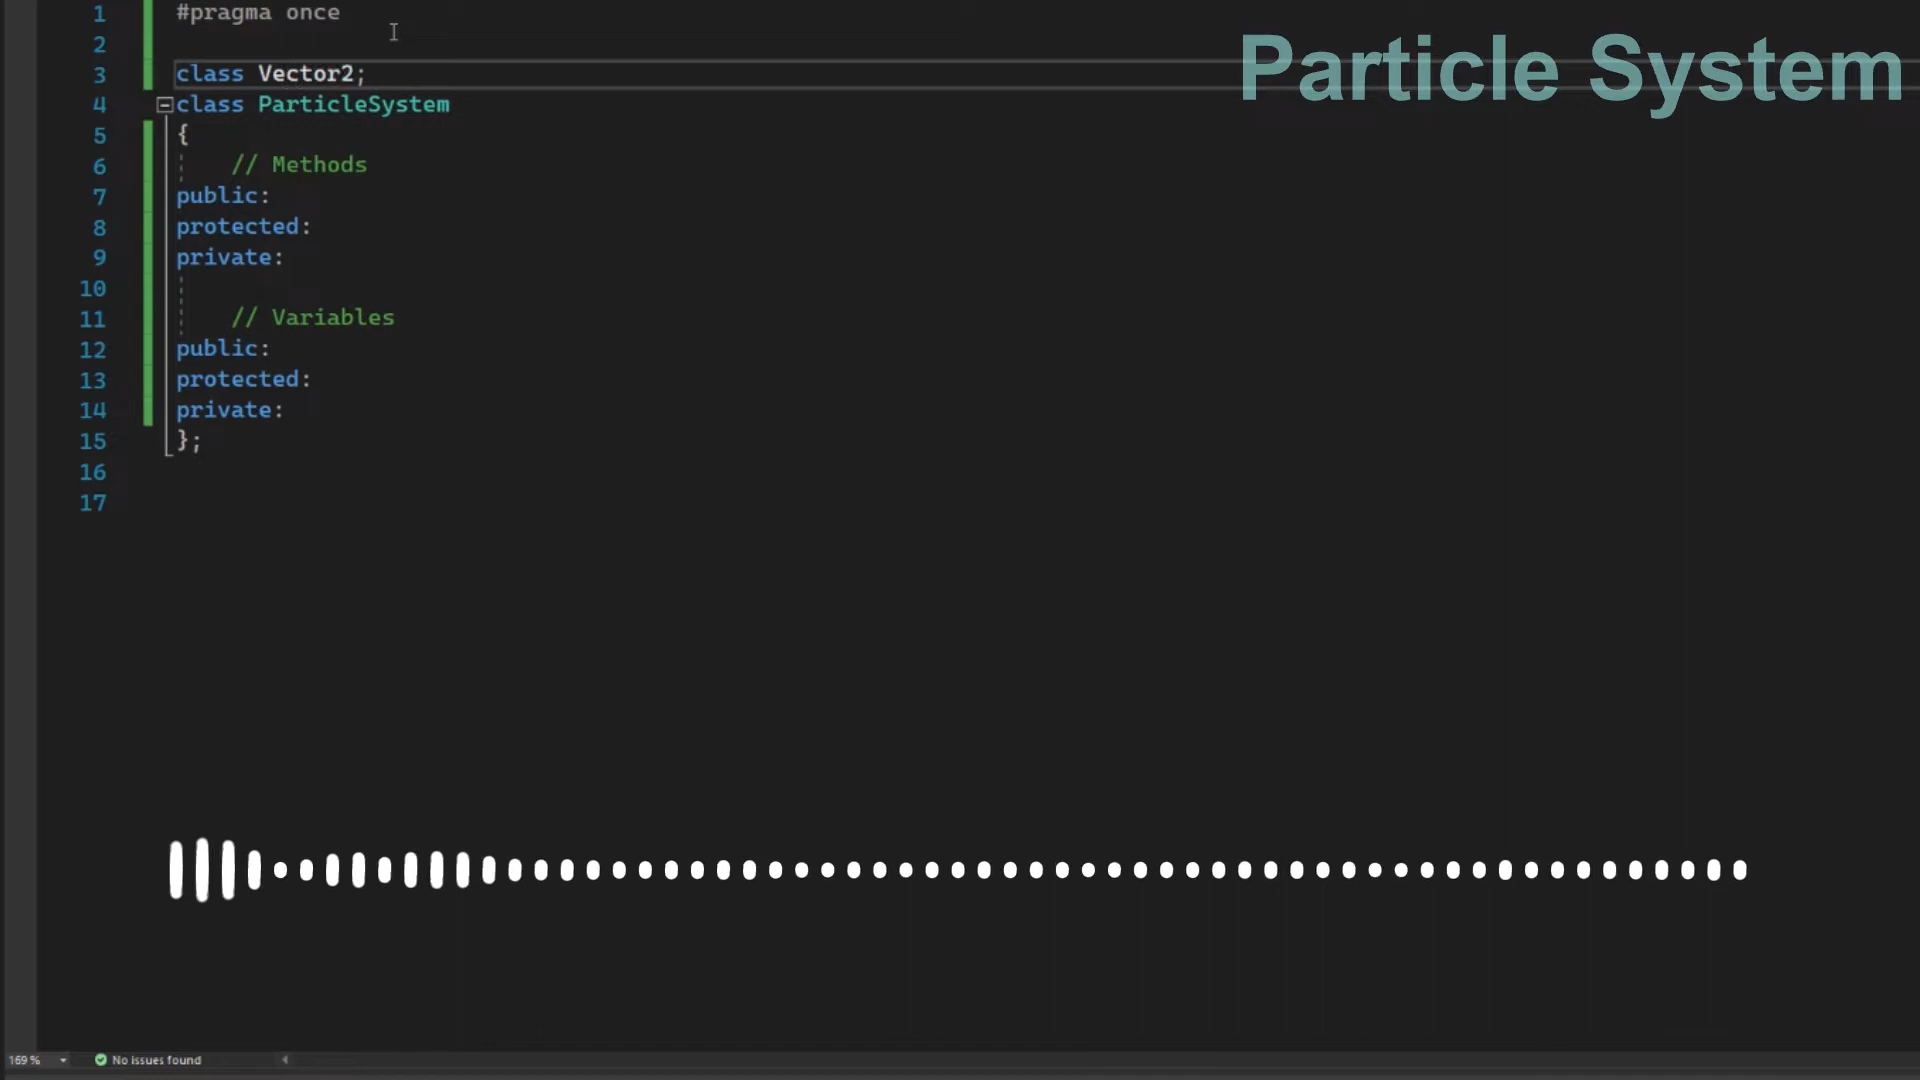 Particle System
1 #pragma once
2
3 class Vector2;
4 class ParticleSystem
5 {
6 // Methods
7 public:
8 protected:
9 private:
10
11 // Variables
12 public:
13 protected:
14 private:
15 };
16
17
169 % No issues found